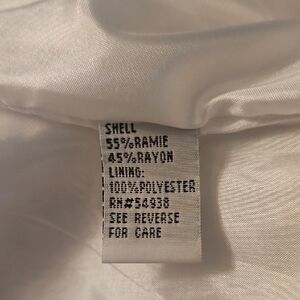 SHELL
55%RAMIE
45%RAYON
LINING:
100%POLYESTER
RN#54938
SEE REVERSE
FOR CARE